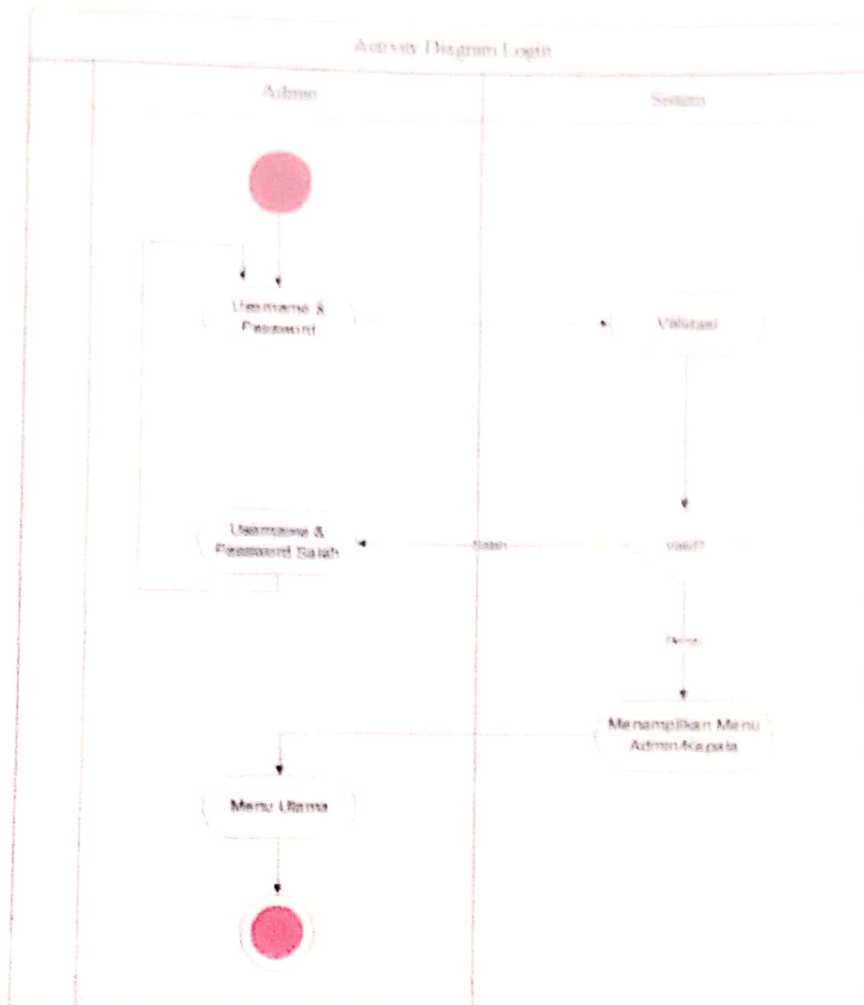 Activity Diagram Login
Admin
Sistem
Username &
Password
Validasi
Username &
Password Salah
Salah
Valid?
Menampilkan Menu
Admin/Kepala
Menu Utama